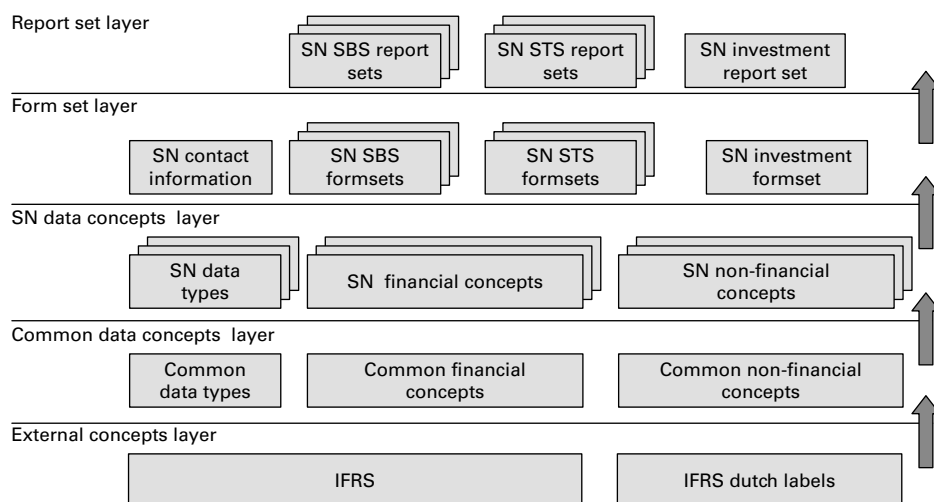 Report set layer
SN SBS report
sets
SN STS report
sets
SN investment
report set
Form set layer
SN contact
information
SN SBS
formsets
SN STS
formsets
SN investment
formset
SN data concepts layer
SN data
types
SN financial concepts
SN non-financial
concepts
Common data concepts layer
Common
data types
Common financial
concepts
Common non-financial
concepts
External concepts layer
IFRS
IFRS dutch labels